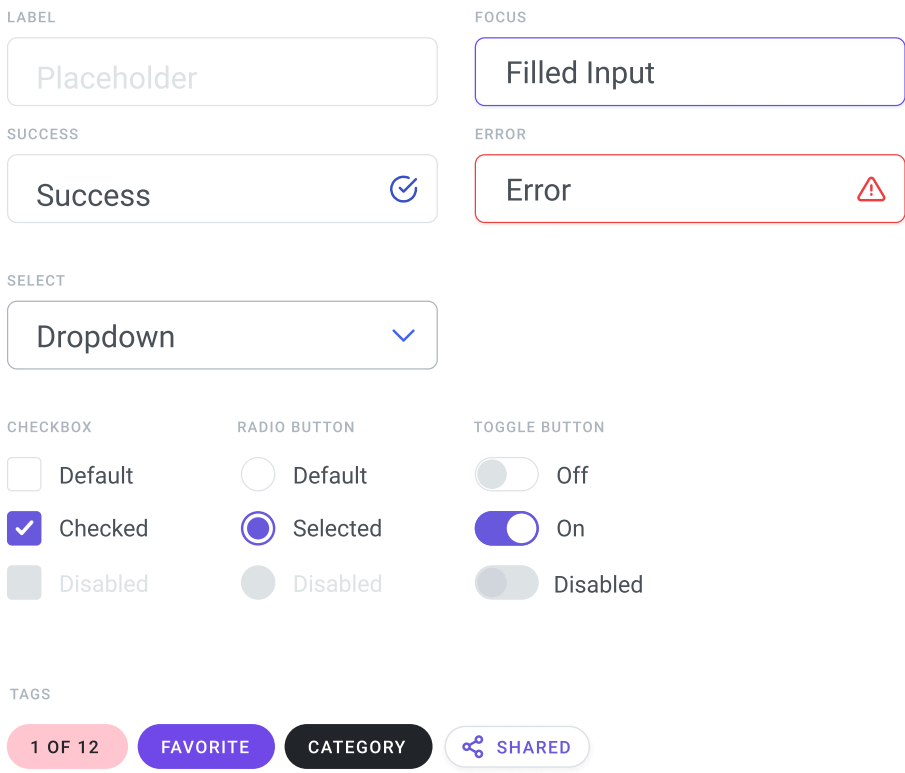 LABEL
FOCUS
Placeholder
Filled Input
SUCCESS
ERROR
Success
Error
SELECT
Dropdown
CHECKBOX
RADIO BUTTON
TOGGLE BUTTON
Default
Default
Off
Checked
Selected
On
Disabled
Disabled
Disabled
TAGS
1 OF 12
FAVORITE
CATEGORY
SHARED